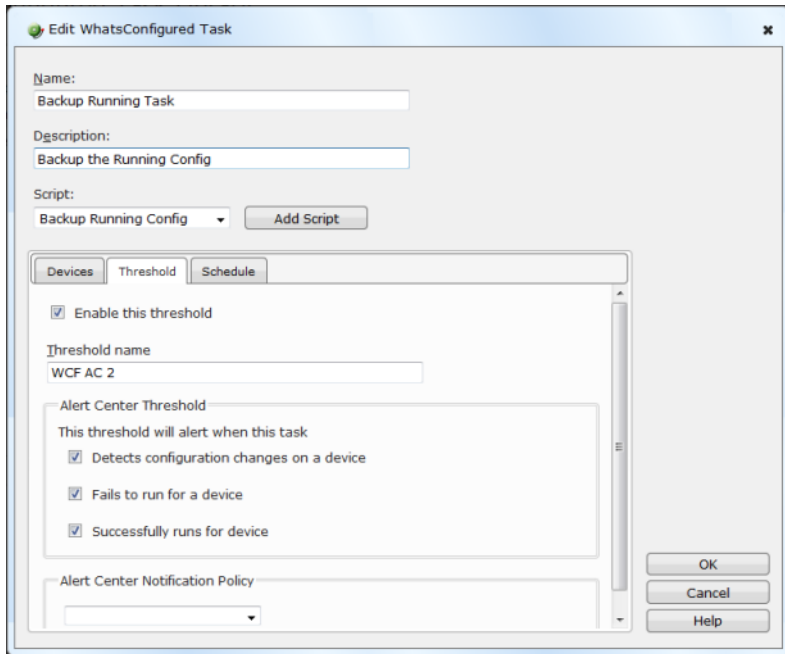 Edit WhatsConfigured Task
Name:
Backup Running Task
Description:
Backup the Running Config
Script:
Backup Running Config
Add Script
Devices Threshold Schedule
Enable this threshold
Threshold name
WCF AC 2
Alert Center Threshold
This threshold will alert when this task
Detects configuration changes on a device
Fails to run for a device
Successfully runs for device
Alert Center Notification Policy
OK
Cancel
Help